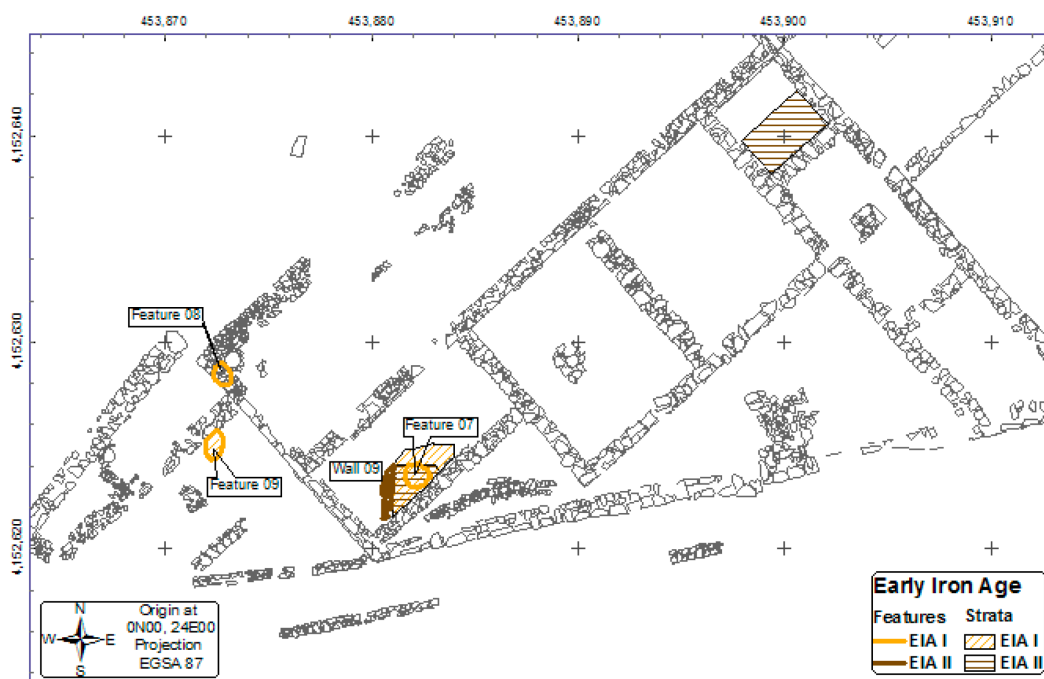 453,870 453,880 453,890 453,900 453,910
4,152,640
4,152,630
4,152,620
Feature 08
Feature 07
Wall 09
Feature 09
N
W E
S
Origin at
0N00, 24E00
Projection
EGSA 87
Early Iron Age
Features Strata
EIA I EIA I
EIA II EIA II